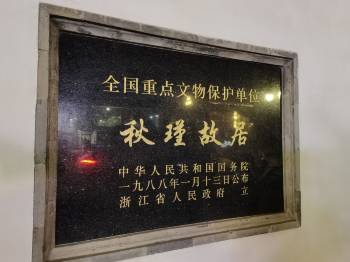 全国重点文物保护单位
秋瑾故居
中华人民共和国国务院
一九八八年一月十三日公布
浙江省人民政府 立